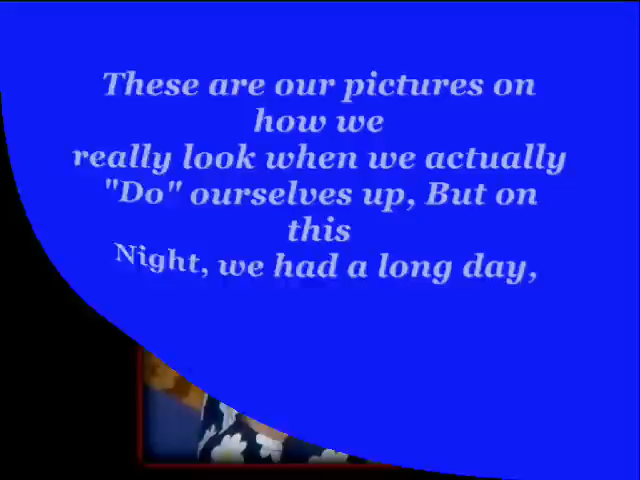 These are our pictures on
how we
really look when we actually
"Do" ourselves up, But on
this
Night, we had a long day,